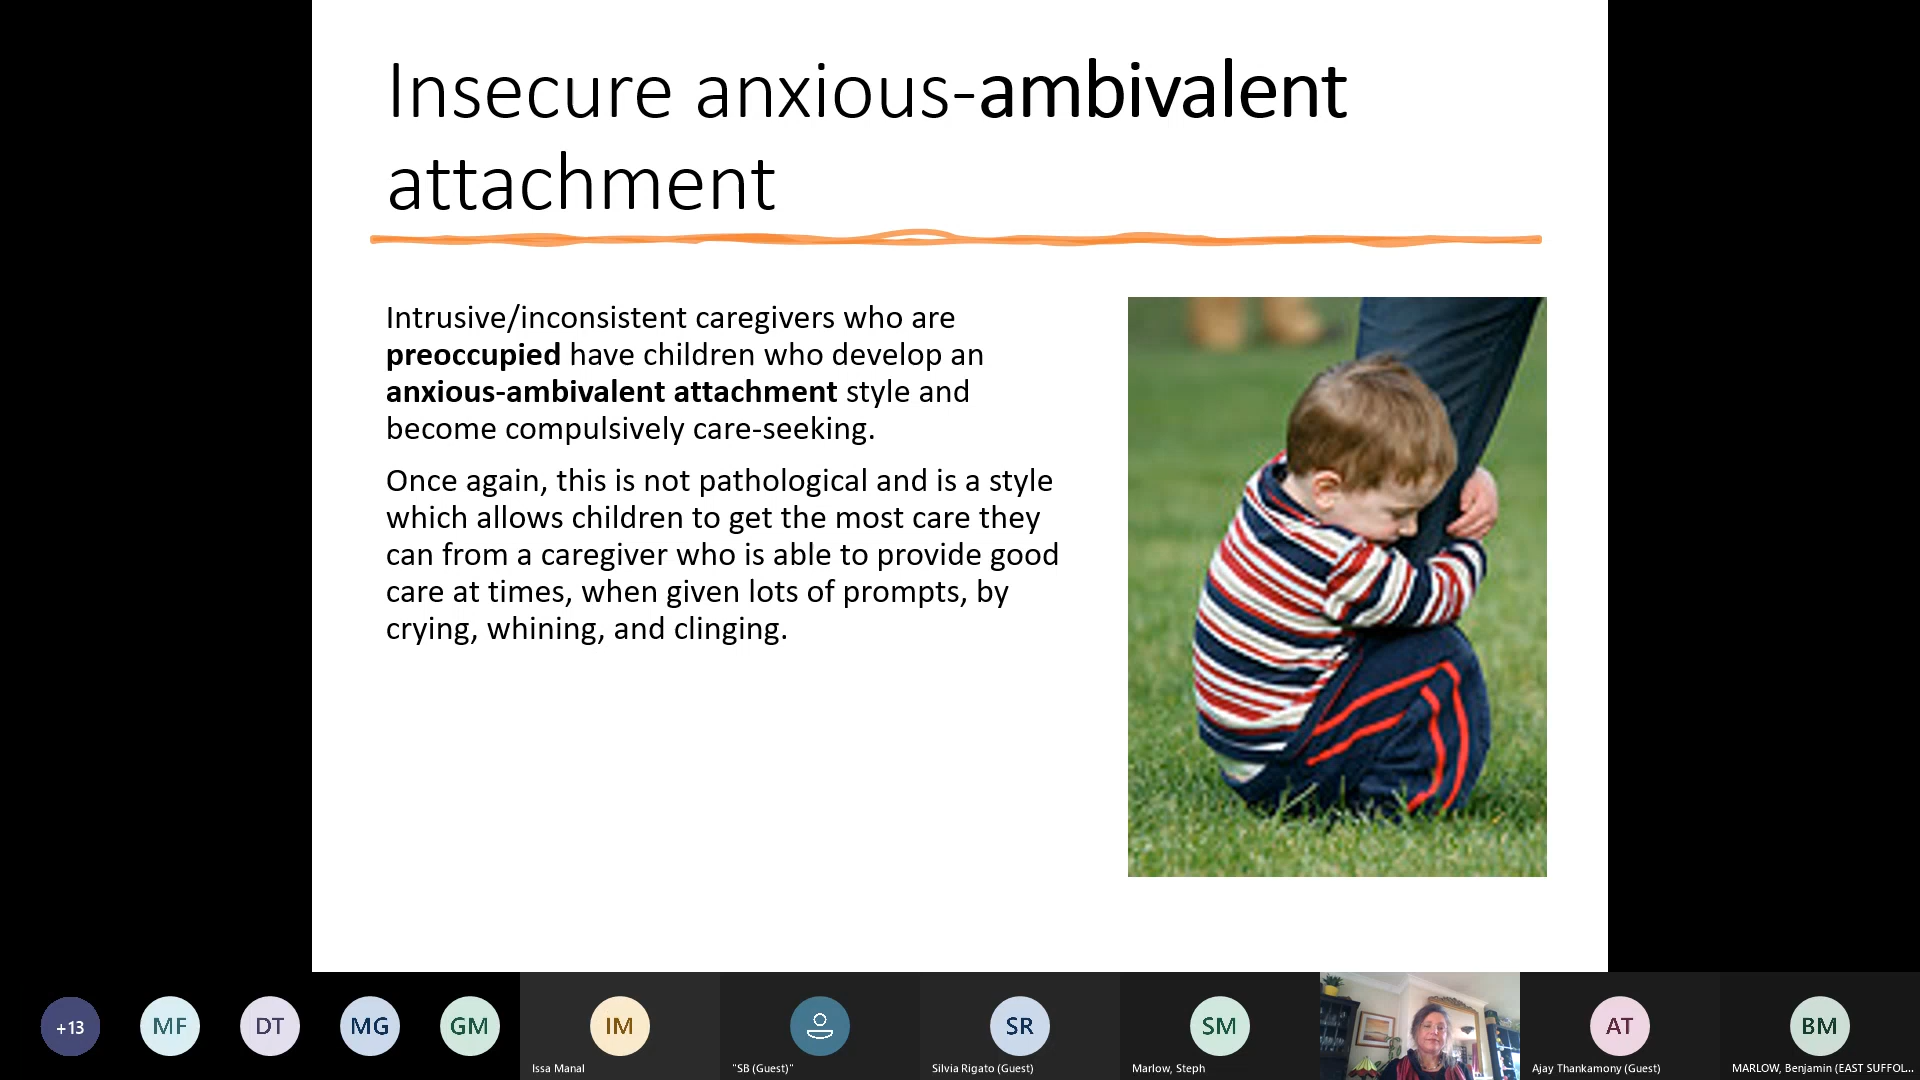 Insecure anxious-ambivalent
attachment
Intrusive/inconsistent caregivers who are
preoccupied have children who develop an
anxious-ambivalent attachment style and
become compulsively care-seeking.
Once again, this is not pathological and is a style
which allows children to get the most care they
can from a caregiver who is able to provide good
care at times, when given lots of prompts, by
crying, whining, and clinging.
+13
MF
DT
MG
GM
IM
Issa Manal
"SB (Guest)"
SR
Silvia Rigato (Guest)
SM
Marlow, Steph
AT
Ajay Thankamony (Guest)
BM
MARLOW, Benjamin (EAST SUFFOL...